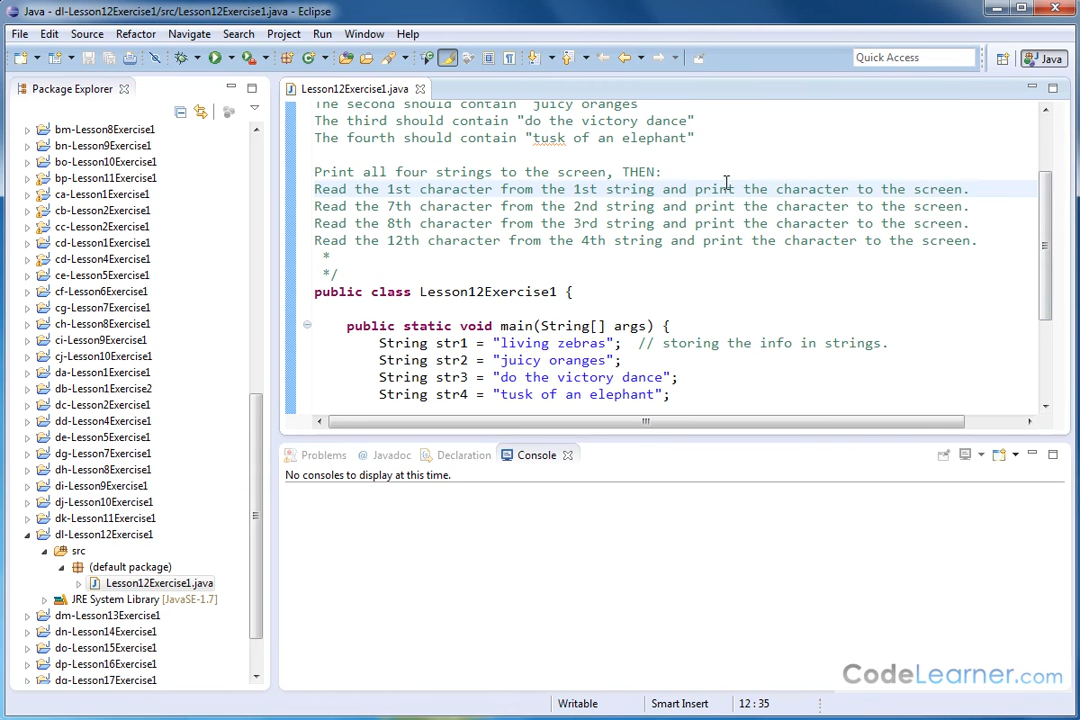 Java - dl-Lesson12Exercise1/src/Lesson12Exercise1.java - Eclipse
File Edit Source Refactor Navigate Search Project Run Window Help
Quick Access
Java
Package Explorer
bm-Lesson8Exercise1
bn-Lesson9Exercise1
bo-Lesson10Exercise1
bp-Lesson11Exercise1
ca-Lesson1Exercise1
cb-Lesson2Exercise1
cc-Lesson2Exercise1
cd-Lesson1Exercise1
cd-Lesson4Exercise1
ce-Lesson5Exercise1
cf-Lesson6Exercise1
cg-Lesson7Exercise1
ch-Lesson8Exercise1
ci-Lesson9Exercise1
cj-Lesson10Exercise1
da-Lesson1Exercise1
db-Lesson1Exercise2
dc-Lesson2Exercise1
dd-Lesson4Exercise1
de-Lesson5Exercise1
dg-Lesson7Exercise1
dh-Lesson8Exercise1
di-Lesson9Exercise1
dj-Lesson10Exercise1
dk-Lesson11Exercise1
dl-Lesson12Exercise1
src
(default package)
Lesson12Exercise1.java
JRE System Library [JavaSE-1.7]
dm-Lesson13Exercise1
dn-Lesson14Exercise1
do-Lesson15Exercise1
dp-Lesson16Exercise1
dq-Lesson17Exercise1
Lesson12Exercise1.java
The second should contain "juicy oranges"
The third should contain "do the victory dance"
The fourth should contain "tusk of an elephant"
Print all four strings to the screen, THEN:
Read the 1st character from the 1st string and print the character to the screen.
Read the 7th character from the 2nd string and print the character to the screen.
Read the 8th character from the 3rd string and print the character to the screen.
Read the 12th character from the 4th string and print the character to the screen.
*
*/
public class Lesson12Exercise1 {
public static void main(String[] args) {
String str1 = "living zebras"; // storing the info in strings.
String str2 = "juicy oranges";
String str3 = "do the victory dance";
String str4 = "tusk of an elephant";
Problems @ Javadoc Declaration Console
No consoles to display at this time.
CodeLearner.com
Writable Smart Insert 12 : 35